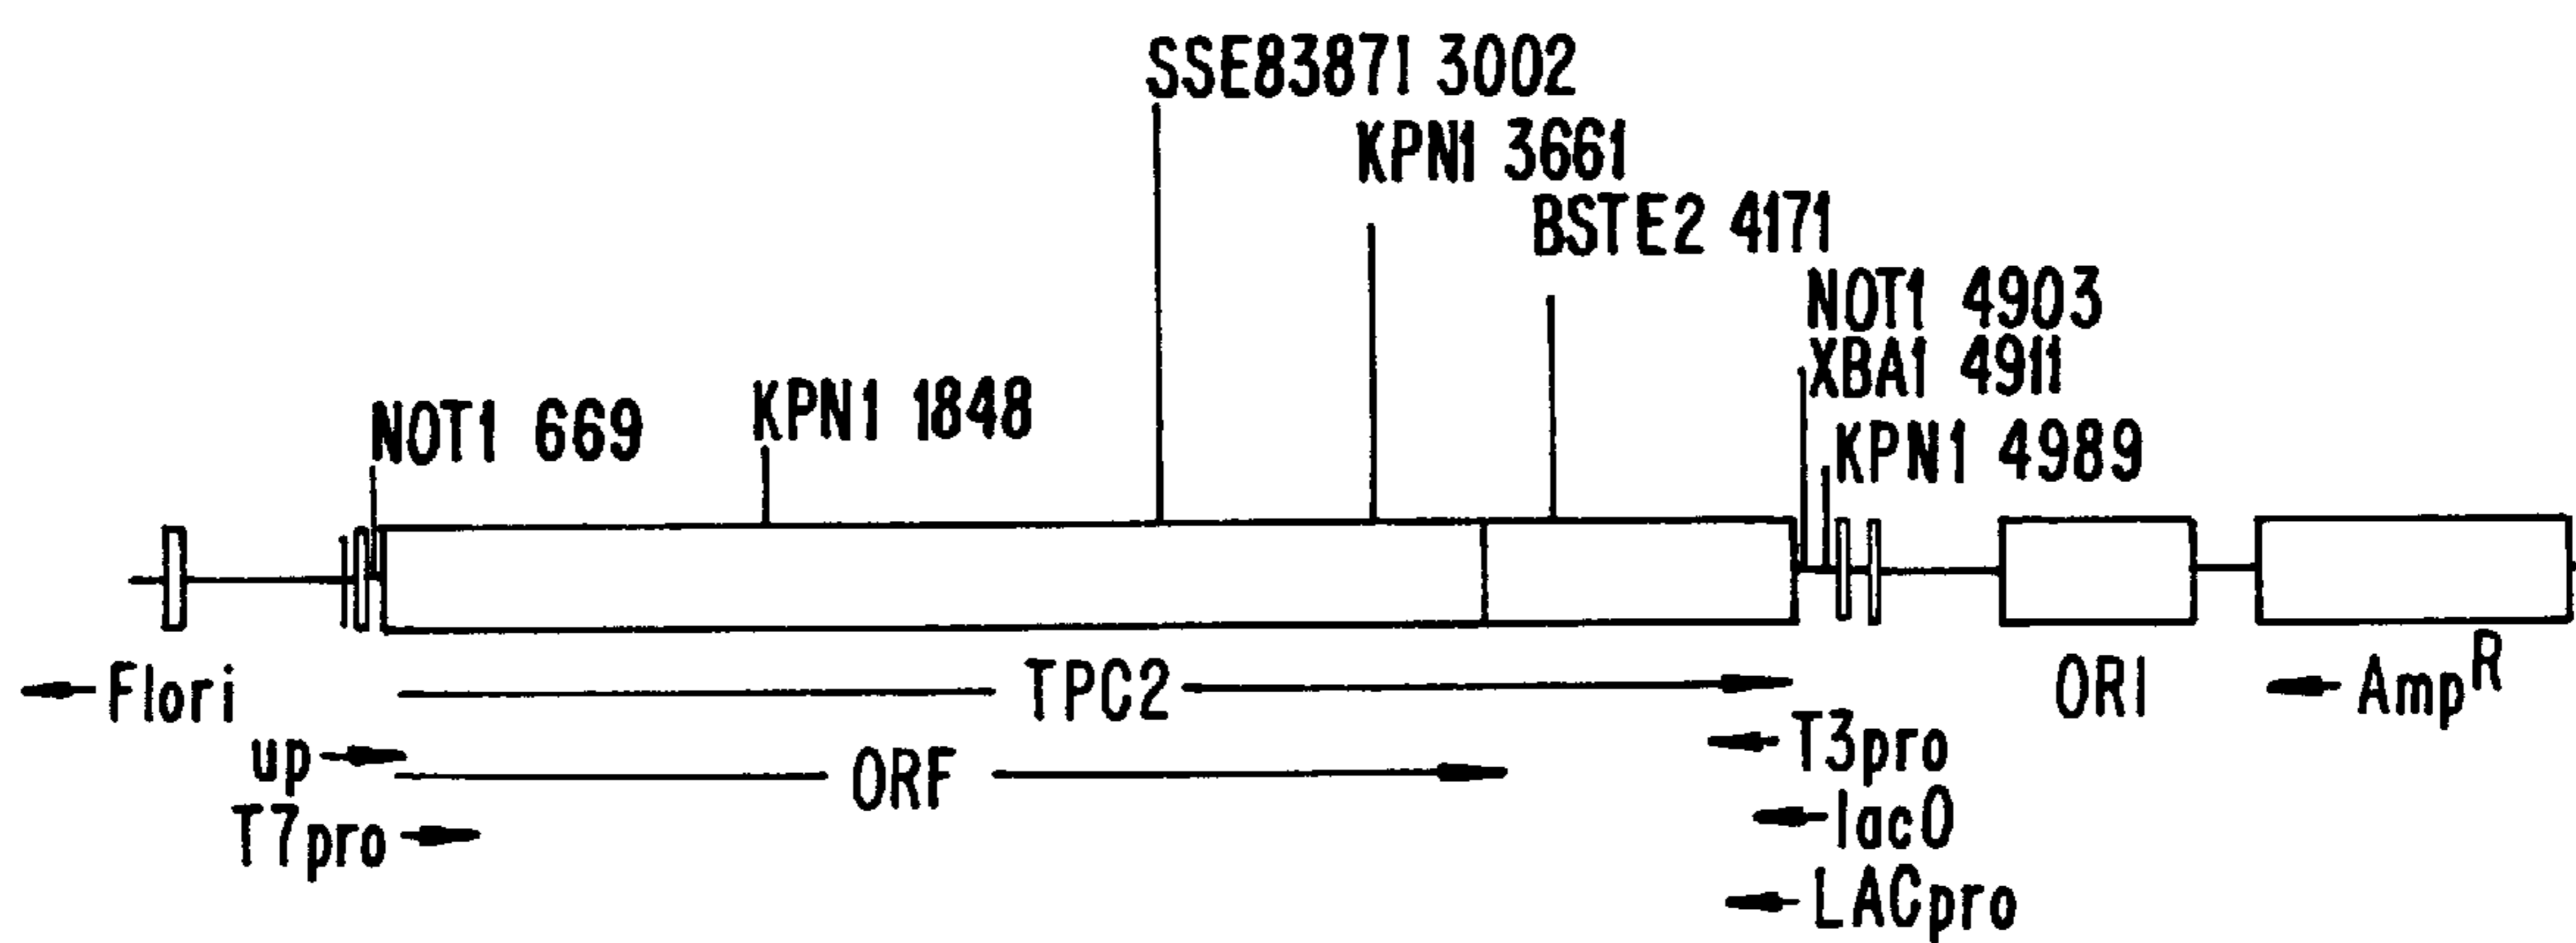 SSE8387I 3002
KPN1 3661
BSTE2 4171
NOT1 4903
XBA1 4911
KPN1 4989
NOT1 669
KPN1 1848
Flori
TPC2
ORI
AmpR
up
ORF
T3pro
T7pro
lacO
LACpro